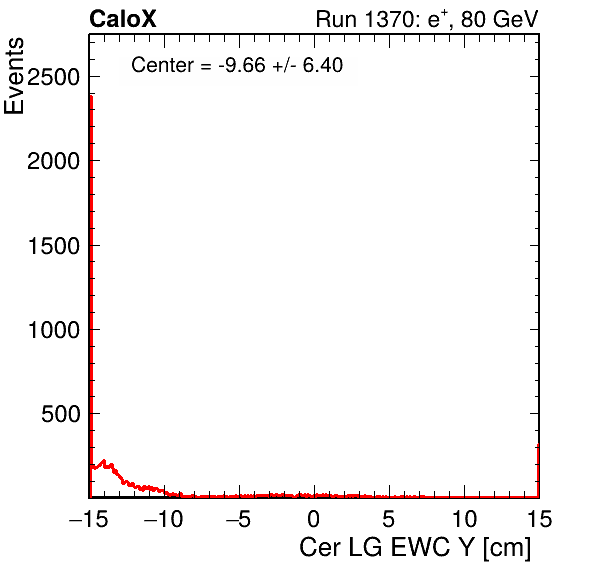 CaloX Run 1370: e⁺, 80 GeV
Center = -9.66 +/- 6.40
Events
2500
2000
1500
1000
500
−15 −10 −5 0 5 10 15
Cer LG EWC Y [cm]